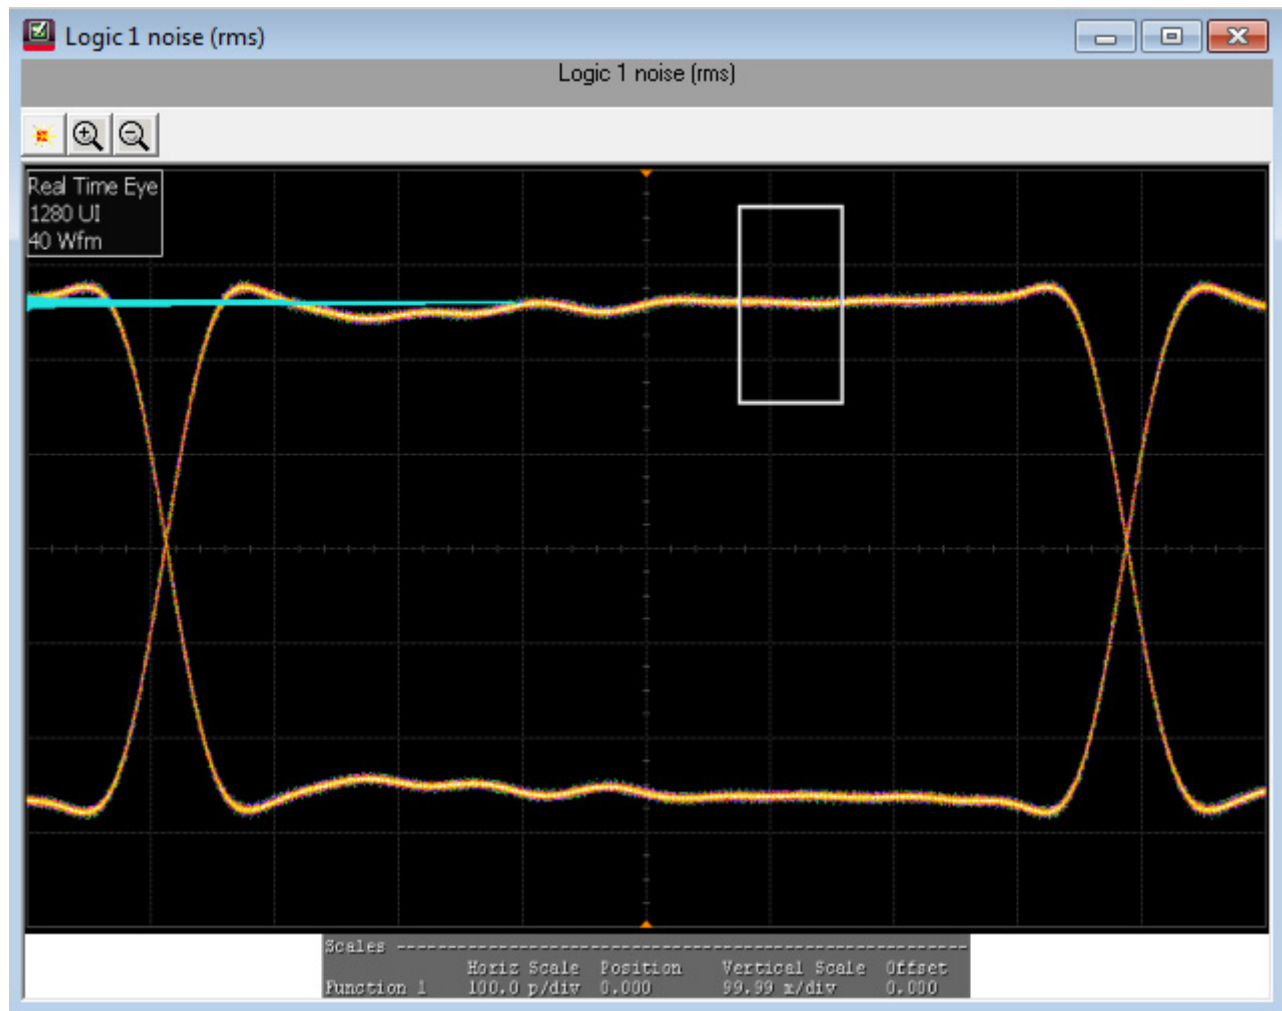 Logic 1 noise (rms)
Logic 1 noise (rms)
Real Time Eye
1280 UI
40 Wfm
Scales ---------------------------------------------------------
Horiz Scale Position Vertical Scale Offset
Function 1 100.0 p/div 0.000 99.99 x/div 0.000